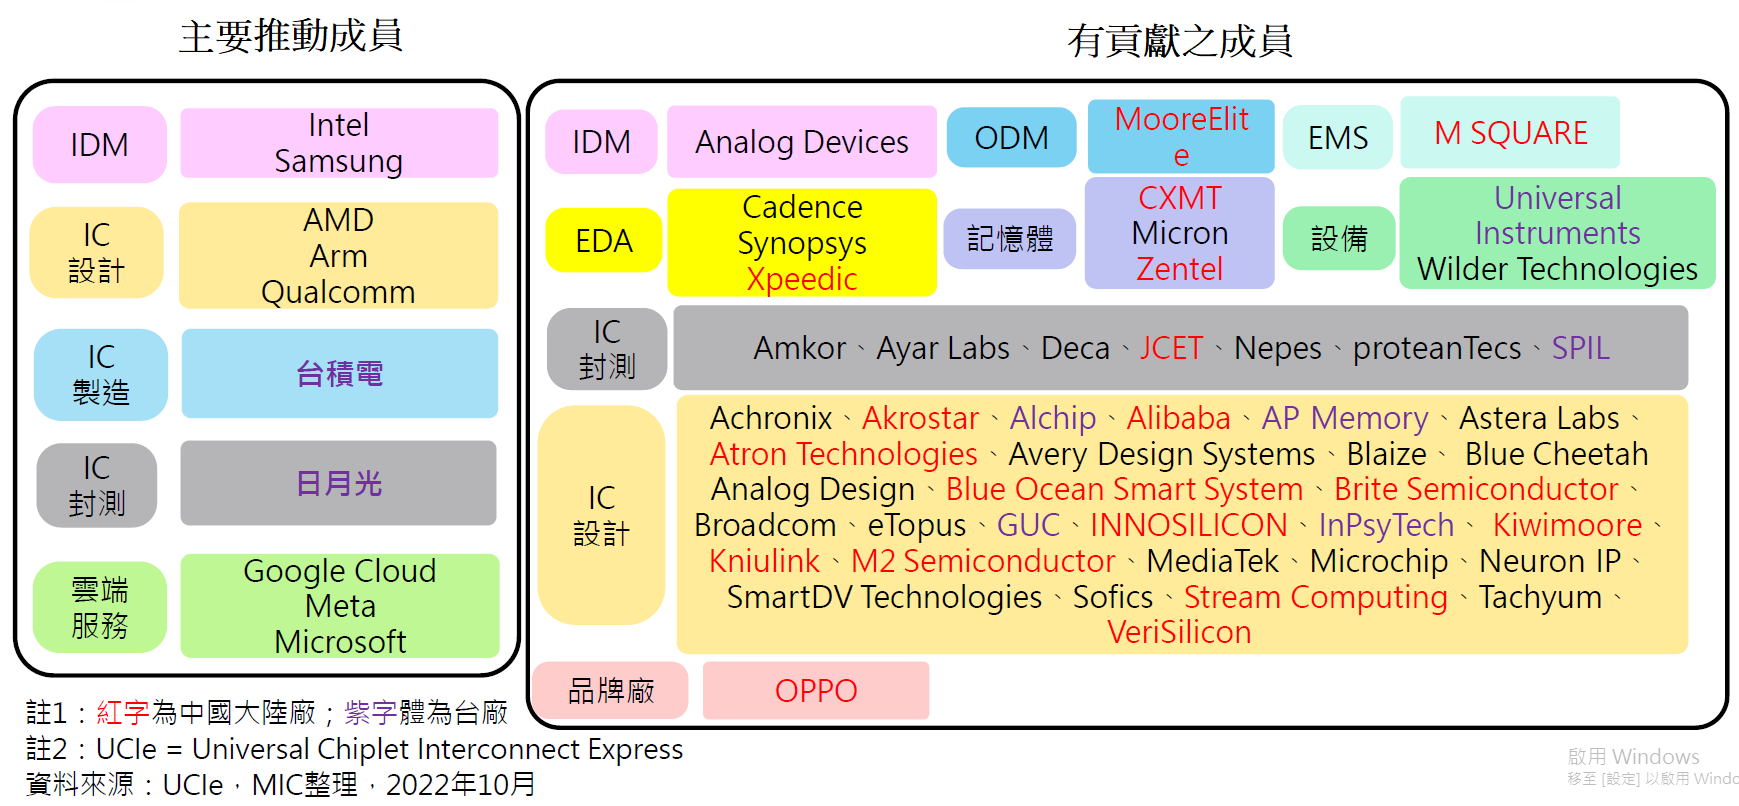 主要推動成員
有貢獻之成員
IDM
Intel
Samsung
IC
設計
AMD
Arm
Qualcomm
IC
製造
台積電
IC
封測
日月光
雲端
服務
Google Cloud
Meta
Microsoft
IDM
Analog Devices
ODM
MooreElit
e
EMS
M SQUARE
EDA
Cadence
Synopsys
Xpeedic
記憶體
CXMT
Micron
Zentel
設備
Universal
Instruments
Wilder Technologies
IC
封測
Amkor、Ayar Labs、Deca、JCET、Nepes、proteanTecs、SPIL
IC
設計
Achronix、Akrostar、Alchip、Alibaba、AP Memory、Astera Labs、
Atron Technologies、Avery Design Systems、Blaize、 Blue Cheetah
Analog Design、Blue Ocean Smart System、Brite Semiconductor、
Broadcom、eTopus、GUC、INNOSILICON、InPsyTech、 Kiwimoore、
Kniulink、M2 Semiconductor、MediaTek、Microchip、Neuron IP、
SmartDV Technologies、Sofics、Stream Computing、Tachyum、
VeriSilicon
品牌廠
OPPO
註1：紅字為中國大陸廠；紫字體為台廠
註2：UCIe = Universal Chiplet Interconnect Express
資料來源：UCIe，MIC整理，2022年10月
啟用 Windows
移至 [設定] 以啟用 Windo